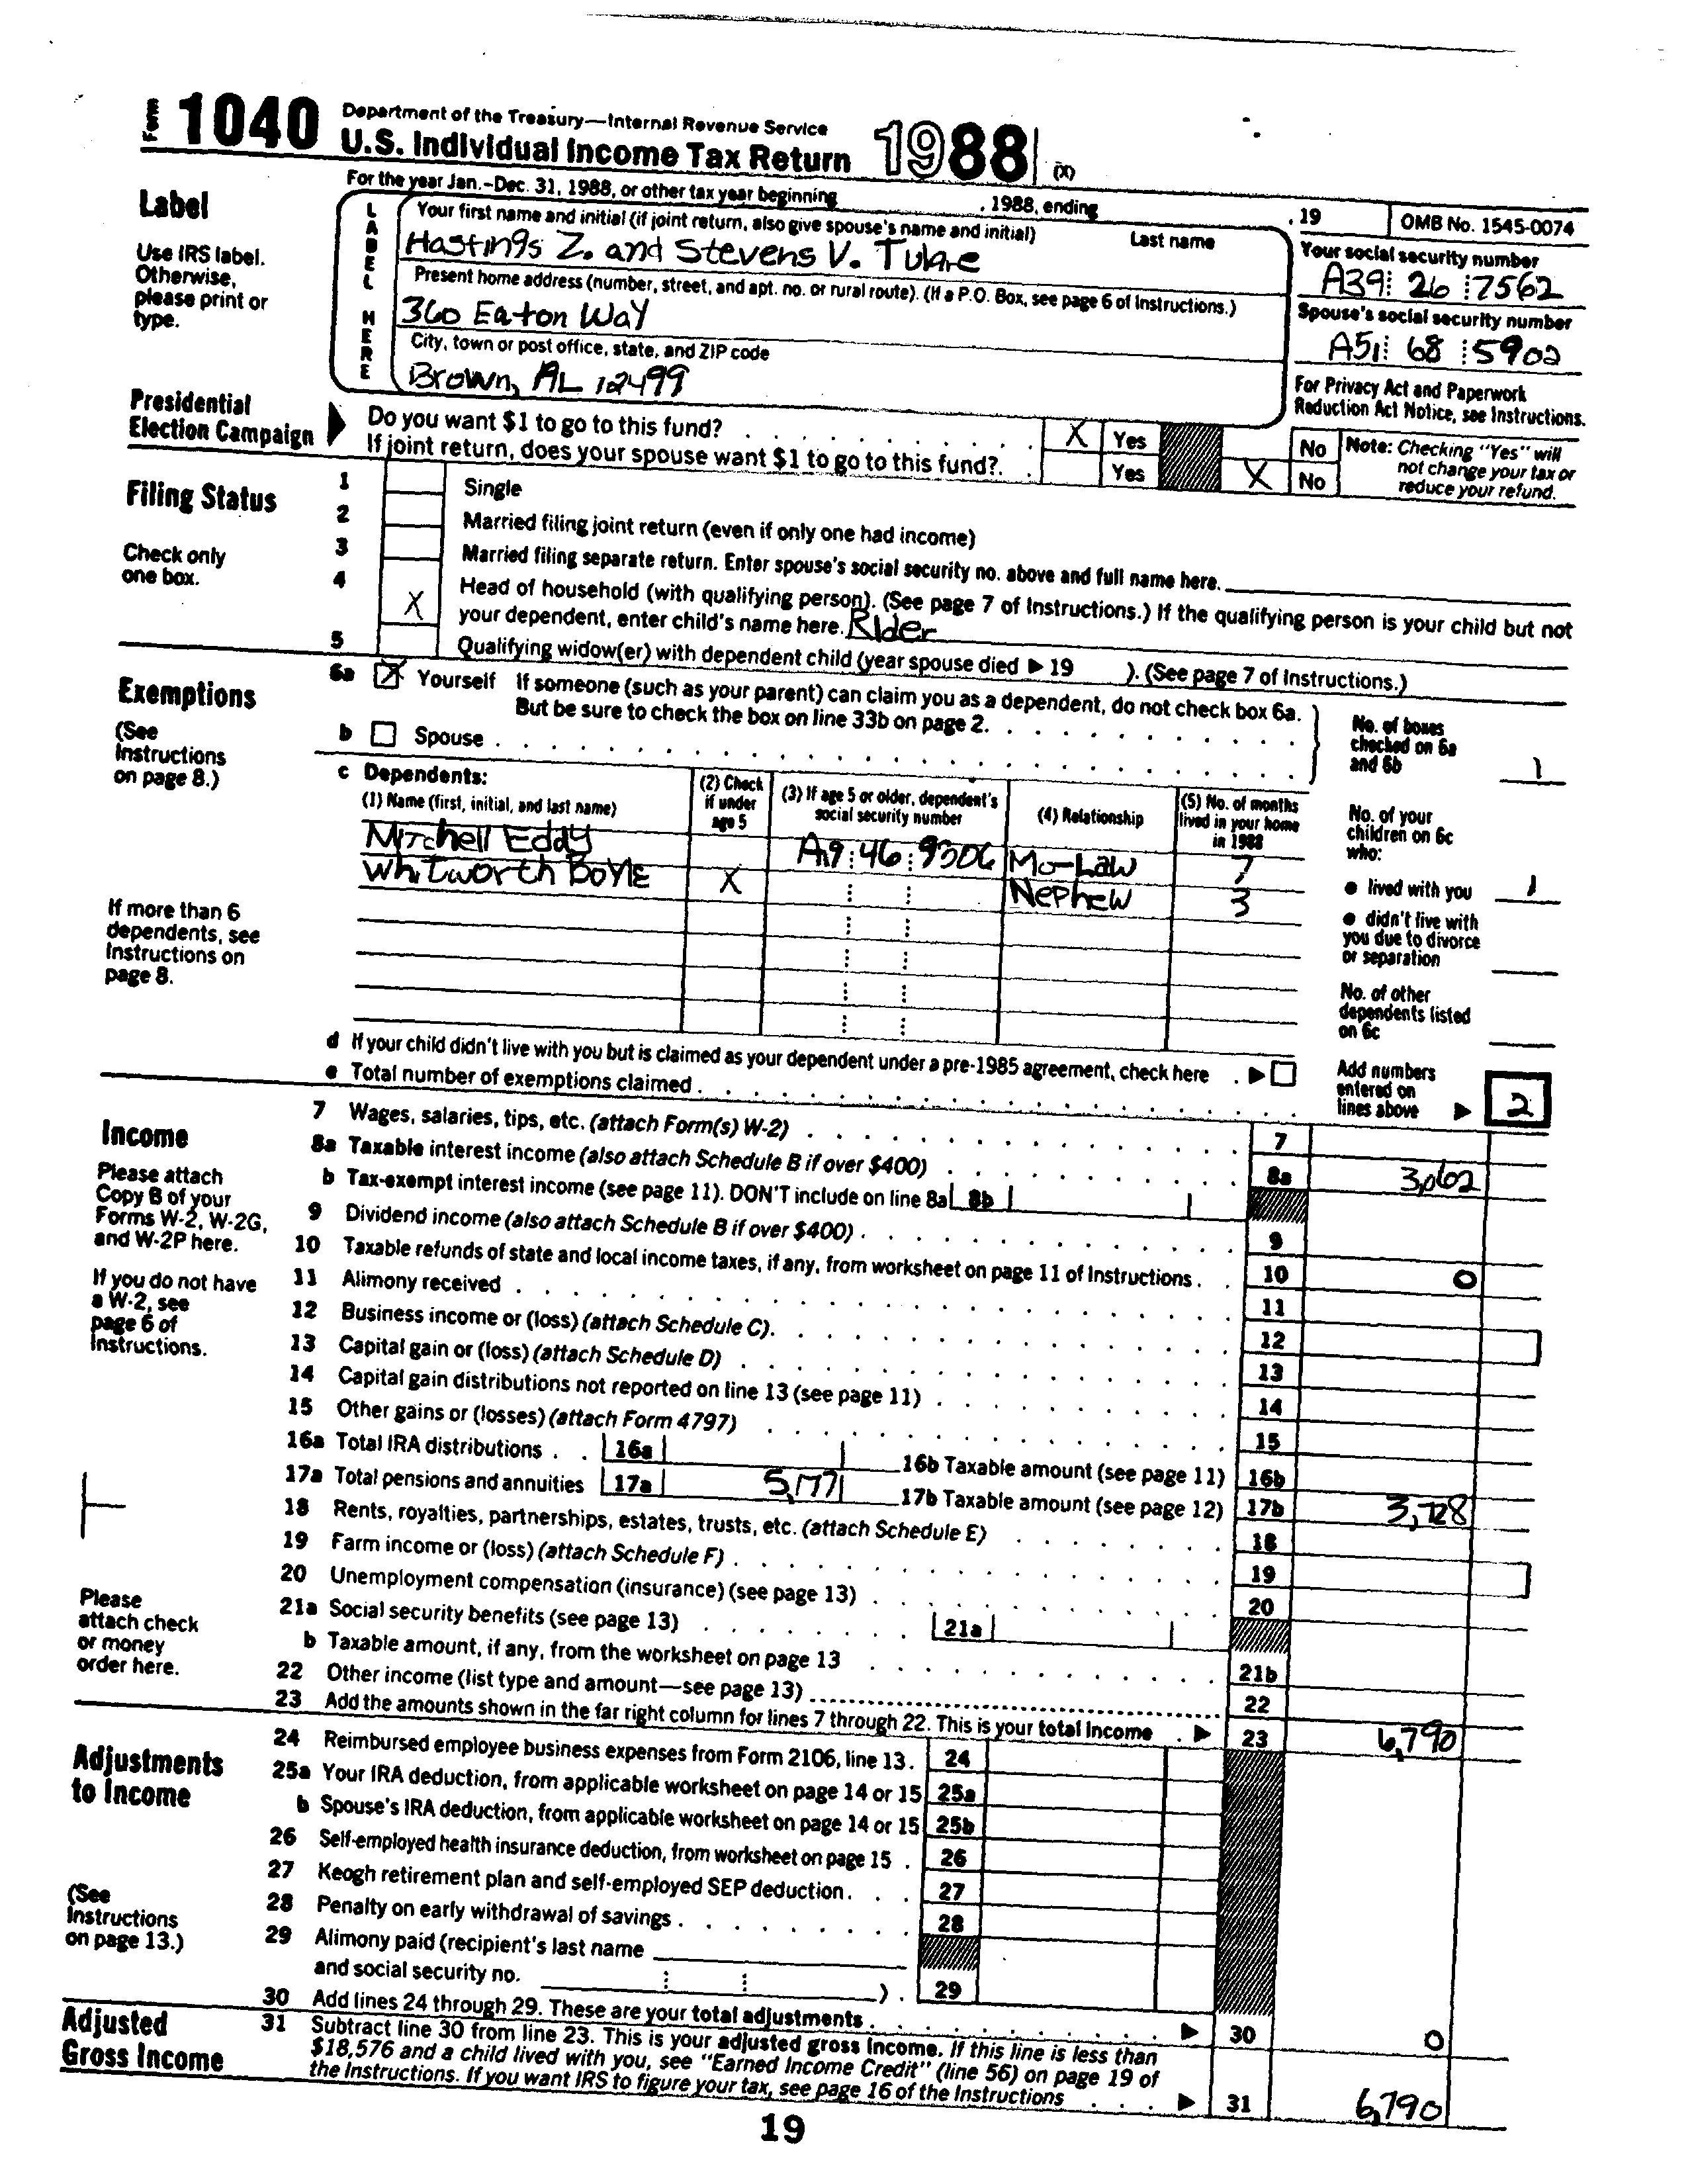 Form 1040 Department of the Treasury—Internal Revenue Service
U.S. Individual Income Tax Return 1988 (X)
For the year Jan.–Dec. 31, 1988, or other tax year beginning , 1988, ending , 19 OMB No. 1545-0074
Label
Use IRS label.
Otherwise,
please print or
type.
LABEL HERE
Your first name and initial (if joint return, also give spouse's name and initial) Last name
Hastings Z. and Stevens V. Tulare
Your social security number
A39 26 7562
Present home address (number, street, and apt. no. or rural route). (If a P.O. Box, see page 6 of Instructions.)
360 Eaton Way
Spouse's social security number
A51 68 5902
City, town or post office, state, and ZIP code
Brown, AL 12499
For Privacy Act and Paperwork
Reduction Act Notice, see Instructions.
Presidential
Election Campaign
Do you want $1 to go to this fund? X Yes No
If joint return, does your spouse want $1 to go to this fund? Yes X No
Note: Checking "Yes" will
not change your tax or
reduce your refund.
Filing Status
Check only
one box.
1 Single
2 Married filing joint return (even if only one had income)
3 Married filing separate return. Enter spouse's social security no. above and full name here.
4 X Head of household (with qualifying person). (See page 7 of Instructions.) If the qualifying person is your child but not
your dependent, enter child's name here. Rider
5 Qualifying widow(er) with dependent child (year spouse died ▶ 19 ). (See page 7 of Instructions.)
Exemptions
(See
Instructions
on page 8.)
6a X Yourself If someone (such as your parent) can claim you as a dependent, do not check box 6a.
But be sure to check the box on line 33b on page 2.
b Spouse
No. of boxes
checked on 6a
and 6b 1
c Dependents:
(1) Name (first, initial, and last name)
(2) Check
if under
age 5
(3) If age 5 or older, dependent's
social security number
(4) Relationship
(5) No. of months
lived in your home
in 1988
Mitchell Eddy A19 46 9306 Mo-Law 7
Whitworth Boyle X Nephew 3
No. of your
children on 6c
who:
● lived with you 1
● didn't live with
you due to divorce
or separation
No. of other
dependents listed
on 6c
If more than 6
dependents, see
Instructions on
page 8.
d If your child didn't live with you but is claimed as your dependent under a pre-1985 agreement, check here ▶
e Total number of exemptions claimed
Add numbers
entered on
lines above ▶ 2
Income
Please attach
Copy B of your
Forms W-2, W-2G,
and W-2P here.
If you do not have
a W-2, see
page 6 of
Instructions.
Please
attach check
or money
order here.
7 Wages, salaries, tips, etc. (attach Form(s) W-2) 7
8a Taxable interest income (also attach Schedule B if over $400) 8a 3,062
b Tax-exempt interest income (see page 11). DON'T include on line 8a 8b
9 Dividend income (also attach Schedule B if over $400) 9
10 Taxable refunds of state and local income taxes, if any, from worksheet on page 11 of Instructions 10 0
11 Alimony received 11
12 Business income or (loss) (attach Schedule C) 12
13 Capital gain or (loss) (attach Schedule D) 13
14 Capital gain distributions not reported on line 13 (see page 11) 14
15 Other gains or (losses) (attach Form 4797) 15
16a Total IRA distributions 16a 16b Taxable amount (see page 11) 16b
17a Total pensions and annuities 17a 5,177 17b Taxable amount (see page 12) 17b 3,728
18 Rents, royalties, partnerships, estates, trusts, etc. (attach Schedule E) 18
19 Farm income or (loss) (attach Schedule F) 19
20 Unemployment compensation (insurance) (see page 13) 20
21a Social security benefits (see page 13) 21a
b Taxable amount, if any, from the worksheet on page 13 21b
22 Other income (list type and amount—see page 13) 22
23 Add the amounts shown in the far right column for lines 7 through 22. This is your total income ▶ 23 6,790
Adjustments
to Income
(See
Instructions
on page 13.)
24 Reimbursed employee business expenses from Form 2106, line 13 24
25a Your IRA deduction, from applicable worksheet on page 14 or 15 25a
b Spouse's IRA deduction, from applicable worksheet on page 14 or 15 25b
26 Self-employed health insurance deduction, from worksheet on page 15 26
27 Keogh retirement plan and self-employed SEP deduction 27
28 Penalty on early withdrawal of savings 28
29 Alimony paid (recipient's last name
and social security no. ) 29
30 Add lines 24 through 29. These are your total adjustments ▶ 30 0
Adjusted
Gross Income
31 Subtract line 30 from line 23. This is your adjusted gross income. If this line is less than
$18,576 and a child lived with you, see "Earned Income Credit" (line 56) on page 19 of
the Instructions. If you want IRS to figure your tax, see page 16 of the Instructions ▶ 31 6,790
19